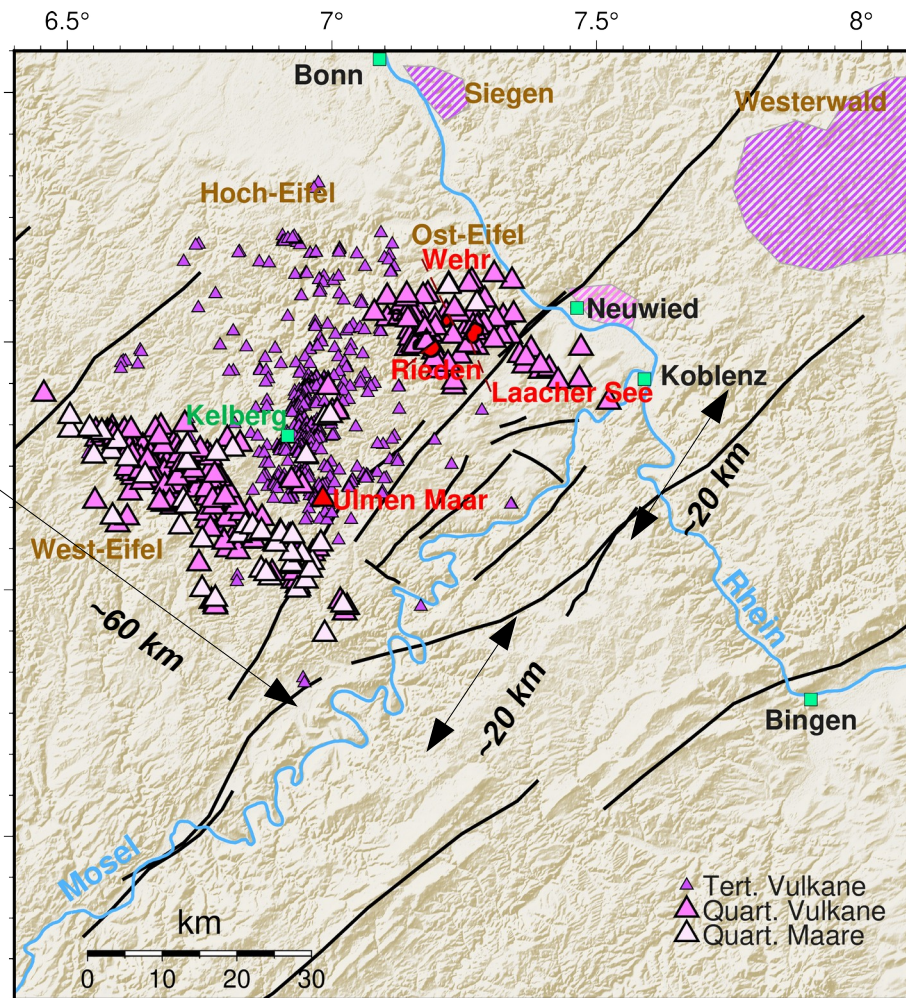 6.5° 7° 7.5° 8°
Bonn
Siegen
Westerwald
Hoch-Eifel
Ost-Eifel
Wehr
Neuwied
Rieden
Koblenz
Laacher See
Kelberg
Ulmen Maar
~20 km
West-Eifel
~60 km
Rhein
~20 km
Bingen
Mosel
Tert. Vulkane
Quart. Vulkane
Quart. Maare
km
0 10 20 30